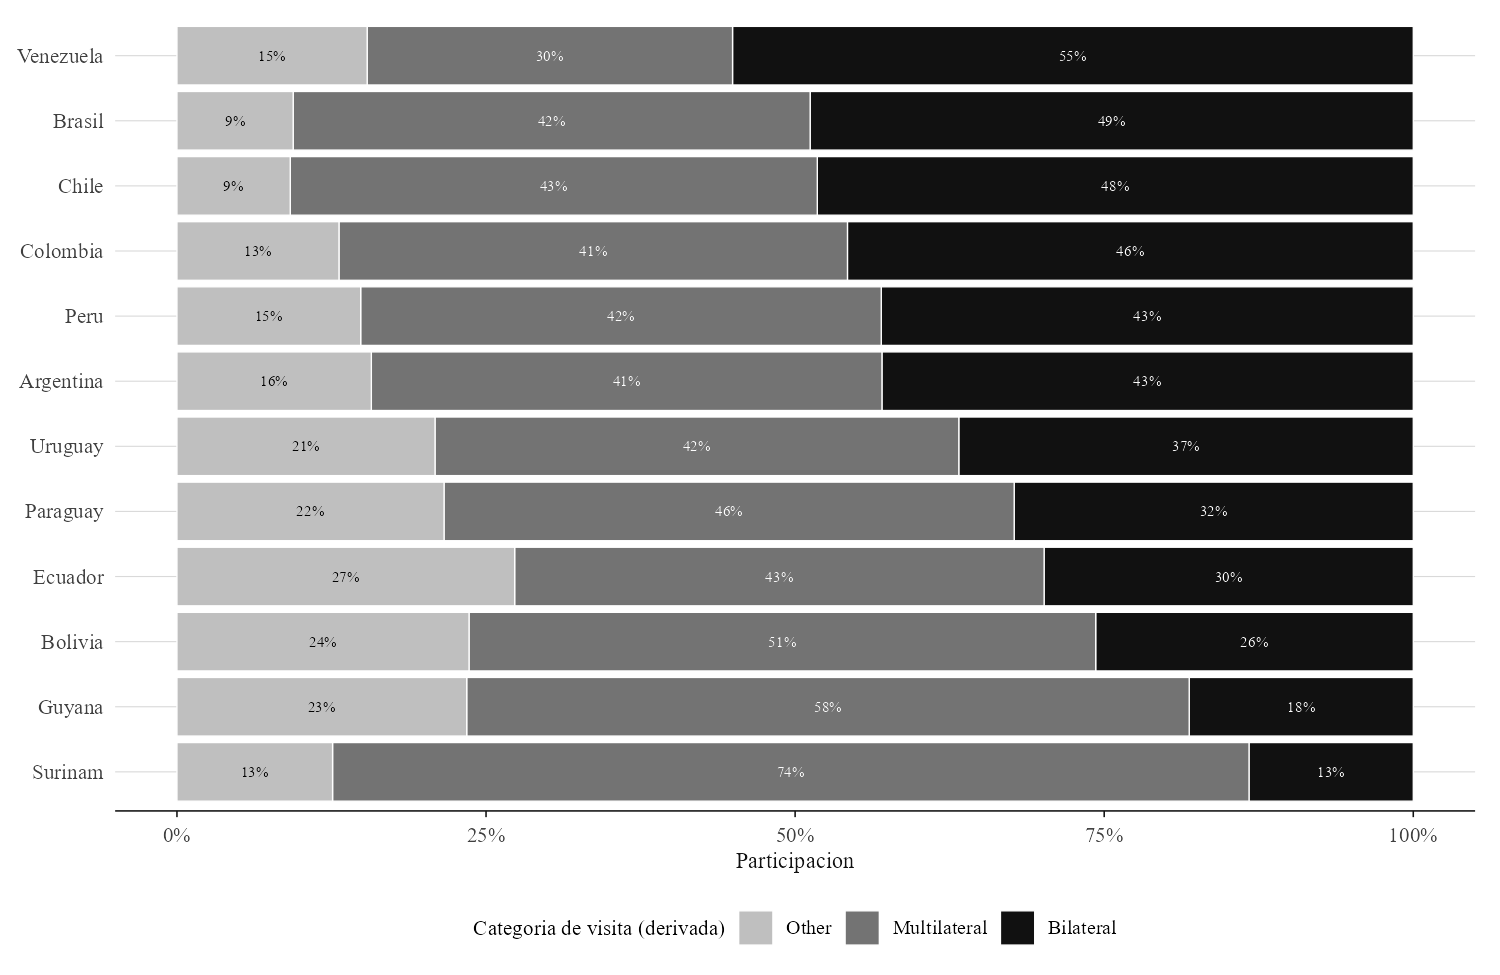 Venezuela 15% 30% 55%
Brasil 9% 42% 49%
Chile 9% 43% 48%
Colombia 13% 41% 46%
Peru 15% 42% 43%
Argentina 16% 41% 43%
Uruguay 21% 42% 37%
Paraguay 22% 46% 32%
Ecuador 27% 43% 30%
Bolivia 24% 51% 26%
Guyana 23% 58% 18%
Surinam 13% 74% 13%
0% 25% 50% 75% 100%
Participacion
Categoria de visita (derivada) Other Multilateral Bilateral